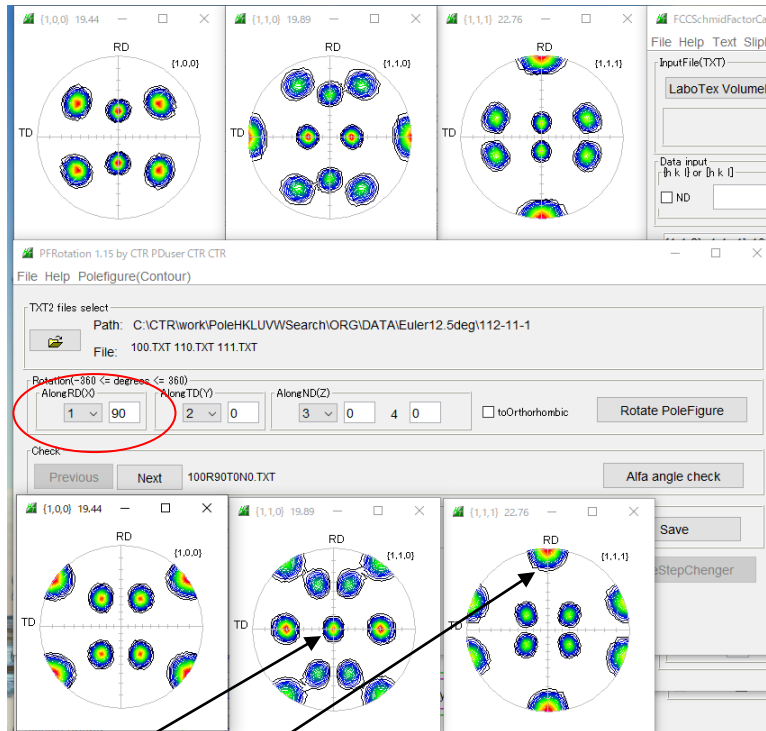 {1,0,0} 19.44
{1,1,0} 19.89
{1,1,1} 22.76
FCCSchmidFactorCa
RD
{1,0,0}
TD
RD
{1,1,0}
TD
RD
{1,1,1}
TD
File Help Text
InputFile(TXT)
LaboTex Volume
Data input
{h k l} or [h k l]
ND
PFRotation 1.15 by CTR PDuser CTR CTR
File Help Polefigure(Contour)
TXT2 files select
Path: C:\CTR\work\PoleHKLUVWSearch\ORG\DATA\Euler12.5deg\112-11-1
File: 100.TXT 110.TXT 111.TXT
Rotation(-360 <= degrees <= 360)
AlongRD(X)
AlongTD(Y)
AlongND(Z)
1 90 2 0 3 0 4 0 toOrthorhombic Rotate PoleFigure
Check
Previous Next 100R90T0N0.TXT Alfa angle check
{1,0,0} 19.44
{1,1,0} 19.89
{1,1,1} 22.76
Save
eStepChenger
RD
{1,0,0}
TD
RD
{1,1,0}
TD
RD
{1,1,1}
TD